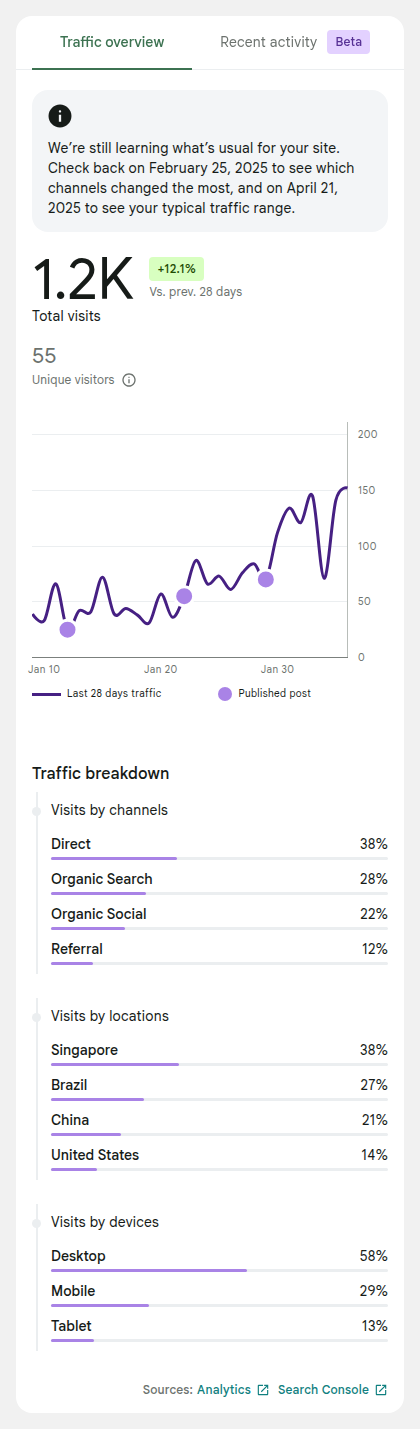 Traffic overview
Recent activity Beta
We’re still learning what’s usual for your site.
Check back on February 25, 2025 to see which
channels changed the most, and on April 21,
2025 to see your typical traffic range.
1.2K +12.1%
Vs. prev. 28 days
Total visits
55
Unique visitors
200
150
100
50
0
Jan 10 Jan 20 Jan 30
Last 28 days traffic Published post
Traffic breakdown
Visits by channels
Direct 38%
Organic Search 28%
Organic Social 22%
Referral 12%
Visits by locations
Singapore 38%
Brazil 27%
China 21%
United States 14%
Visits by devices
Desktop 58%
Mobile 29%
Tablet 13%
Sources: Analytics Search Console